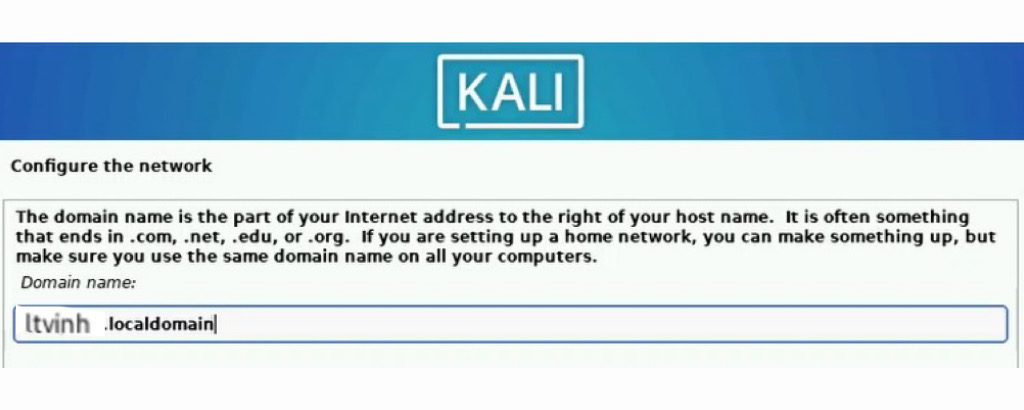 KALI
Configure the network
The domain name is the part of your Internet address to the right of your host name.  It is often something
that ends in .com, .net, .edu, or .org.  If you are setting up a home network, you can make something up, but
make sure you use the same domain name on all your computers.
Domain name:
ltvinh .localdomain